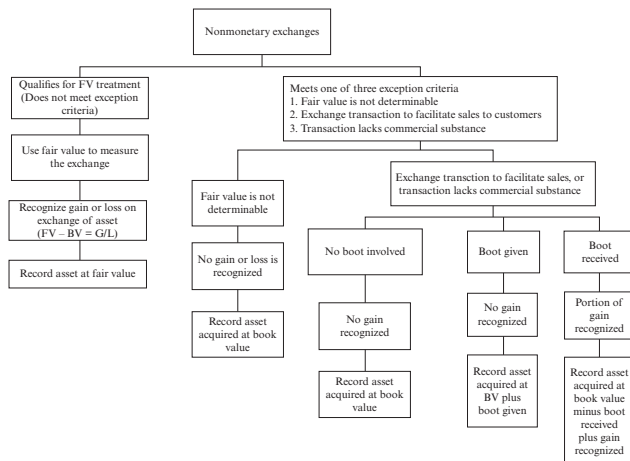 Nonmonetary exchanges
Qualifies for FV treatment
(Does not meet exception
criteria)
Meets one of three exception criteria
1. Fair value is not determinable
2. Exchange transaction to facilitate sales to customers
3. Transaction lacks commercial substance
Use fair value to measure
the exchange
Recognize gain or loss on
exchange of asset
(FV – BV = G/L)
Record asset at fair value
Fair value is not
determinable
No gain or loss is
recognized
Record asset
acquired at book
value
Exchange transction to facilitate sales, or
transaction lacks commercial substance
No boot involved
No gain
recognized
Record asset
acquired at book
value
Boot given
No gain
recognized
Record asset
acquired at
BV plus
boot given
Boot
received
Portion of
gain
recognized
Record asset
acquired at
book value
minus boot
received
plus gain
recognized